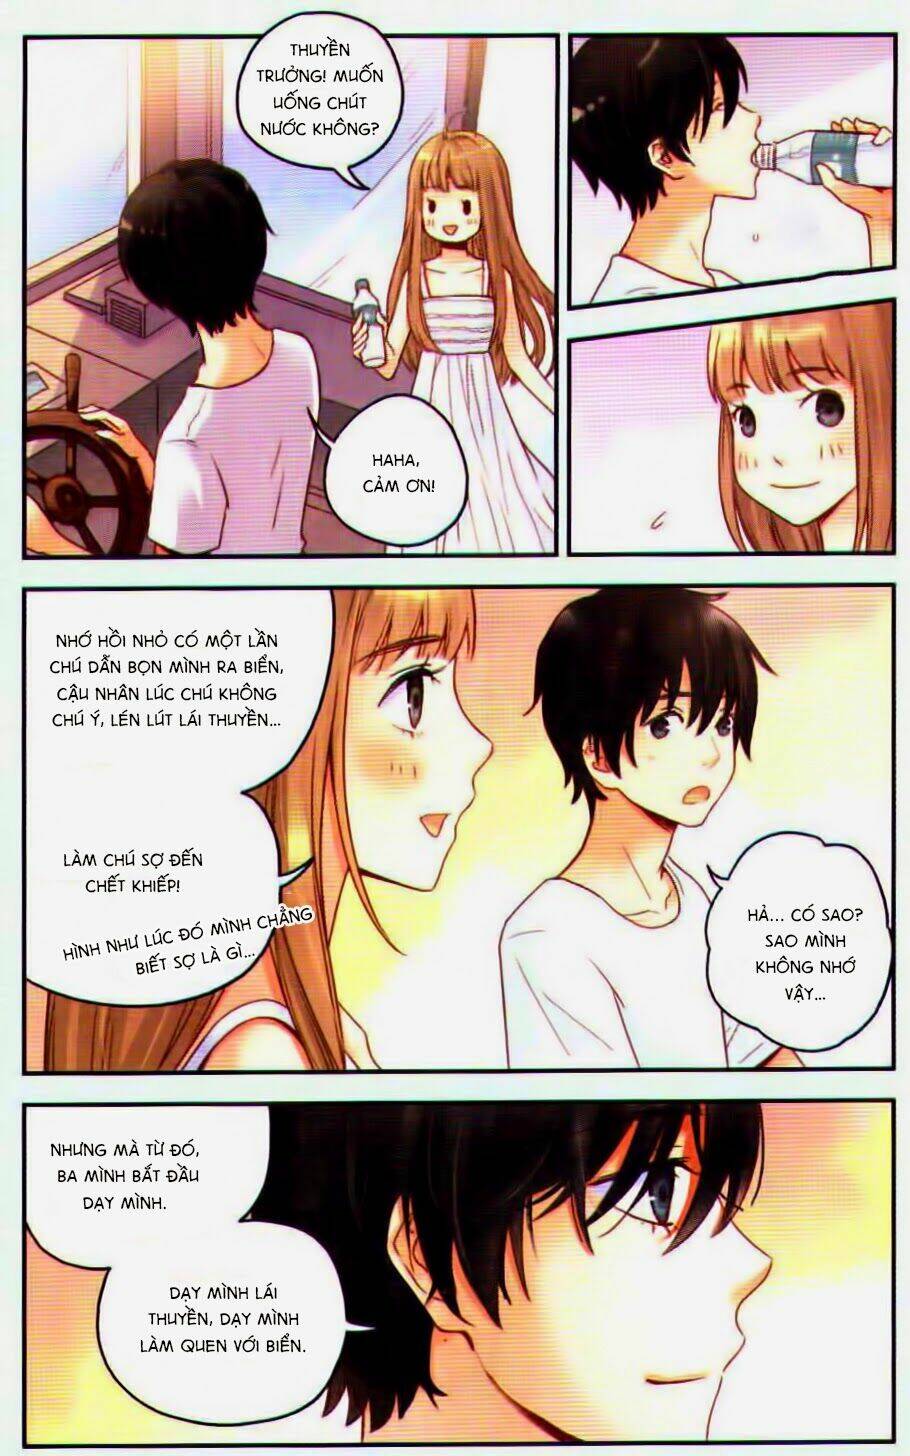 THUYỀN
TRƯỞNG! MUỐN
UỐNG CHÚT
NƯỚC KHÔNG?
HAHA,
CẢM ƠN!
NHỚ HỒI NHỎ CÓ MỘT LẦN
CHÚ DẪN BỌN MÌNH RA BIỂN,
CẬU NHÂN LÚC CHÚ KHÔNG
CHÚ Ý, LÉN LÚT LÁI THUYỀN...
LÀM CHÚ SỢ ĐẾN
CHẾT KHIẾP!
HÌNH NHƯ LÚC ĐÓ MÌNH CHẲNG
BIẾT SỢ LÀ GÌ...
HẢ... CÓ SAO?
SAO MÌNH
KHÔNG NHỚ
VẬY...
NHƯNG MÀ TỪ ĐÓ,
BA MÌNH BẮT ĐẦU
DẠY MÌNH.
DẠY MÌNH LÁI
THUYỀN, DẠY MÌNH
LÀM QUEN VỚI BIỂN.